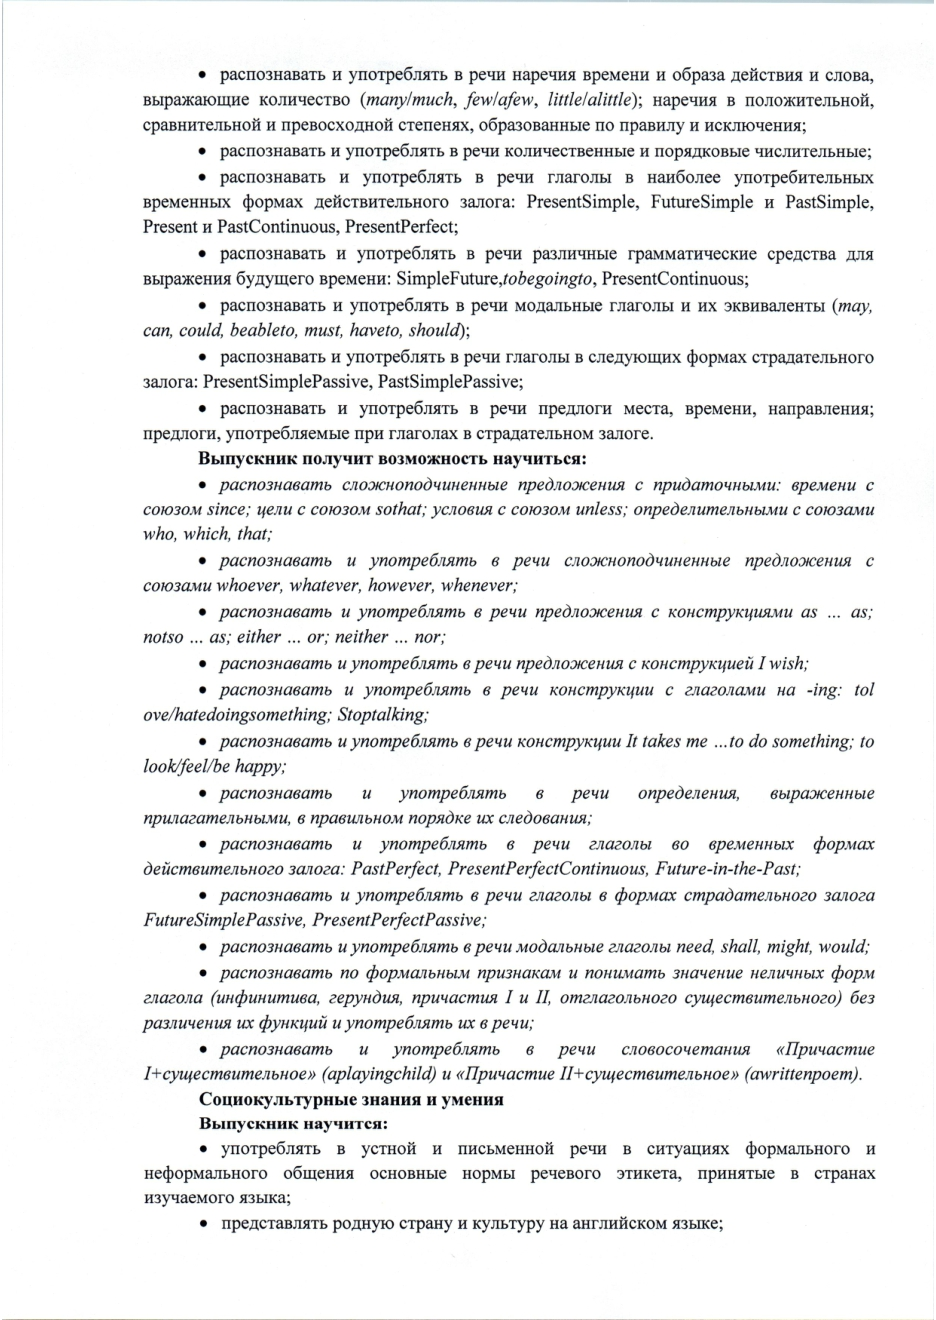 • распознавать и употреблять в речи наречия времени и образа действия и слова,
выражающие количество (many/much, few/afew, little/alittle); наречия в положительной,
сравнительной и превосходной степенях, образованные по правилу и исключения;
• распознавать и употреблять в речи количественные и порядковые числительные;
• распознавать и употреблять в речи глаголы в наиболее употребительных
временных формах действительного залога: PresentSimple, FutureSimple и PastSimple,
Present и PastContinuous, PresentPerfect;
• распознавать и употреблять в речи различные грамматические средства для
выражения будущего времени: SimpleFuture,tobegoingto, PresentContinuous;
• распознавать и употреблять в речи модальные глаголы и их эквиваленты (may,
can, could, beableto, must, haveto, should);
• распознавать и употреблять в речи глаголы в следующих формах страдательного
залога: PresentSimplePassive, PastSimplePassive;
• распознавать и употреблять в речи предлоги места, времени, направления;
предлоги, употребляемые при глаголах в страдательном залоге.
Выпускник получит возможность научиться:
• распознавать сложноподчиненные предложения с придаточными: времени с
союзом since; цели с союзом sothat; условия с союзом unless; определительными с союзами
who, which, that;
• распознавать и употреблять в речи сложноподчиненные предложения с
союзами whoever, whatever, however, whenever;
• распознавать и употреблять в речи предложения с конструкциями as ... as;
notso ... as; either ... or; neither ... nor;
• распознавать и употреблять в речи предложения с конструкцией I wish;
• распознавать и употреблять в речи конструкции с глаголами на -ing: tol
ove/hatedoingsomething; Stoptalking;
• распознавать и употреблять в речи конструкции It takes me ...to do something; to
look/feel/be happy;
• распознавать и употреблять в речи определения, выраженные
прилагательными, в правильном порядке их следования;
• распознавать и употреблять в речи глаголы во временных формах
действительного залога: PastPerfect, PresentPerfectContinuous, Future-in-the-Past;
• распознавать и употреблять в речи глаголы в формах страдательного залога
FutureSimplePassive, PresentPerfectPassive;
• распознавать и употреблять в речи модальные глаголы need, shall, might, would;
• распознавать по формальным признакам и понимать значение неличных форм
глагола (инфинитива, герундия, причастия I и II, отглагольного существительного) без
различения их функций и употреблять их в речи;
• распознавать и употреблять в речи словосочетания «Причастие
I+существительное» (aplayingchild) и «Причастие II+существительное» (awrittenpoem).
Социокультурные знания и умения
Выпускник научится:
• употреблять в устной и письменной речи в ситуациях формального и
неформального общения основные нормы речевого этикета, принятые в странах
изучаемого языка;
• представлять родную страну и культуру на английском языке;